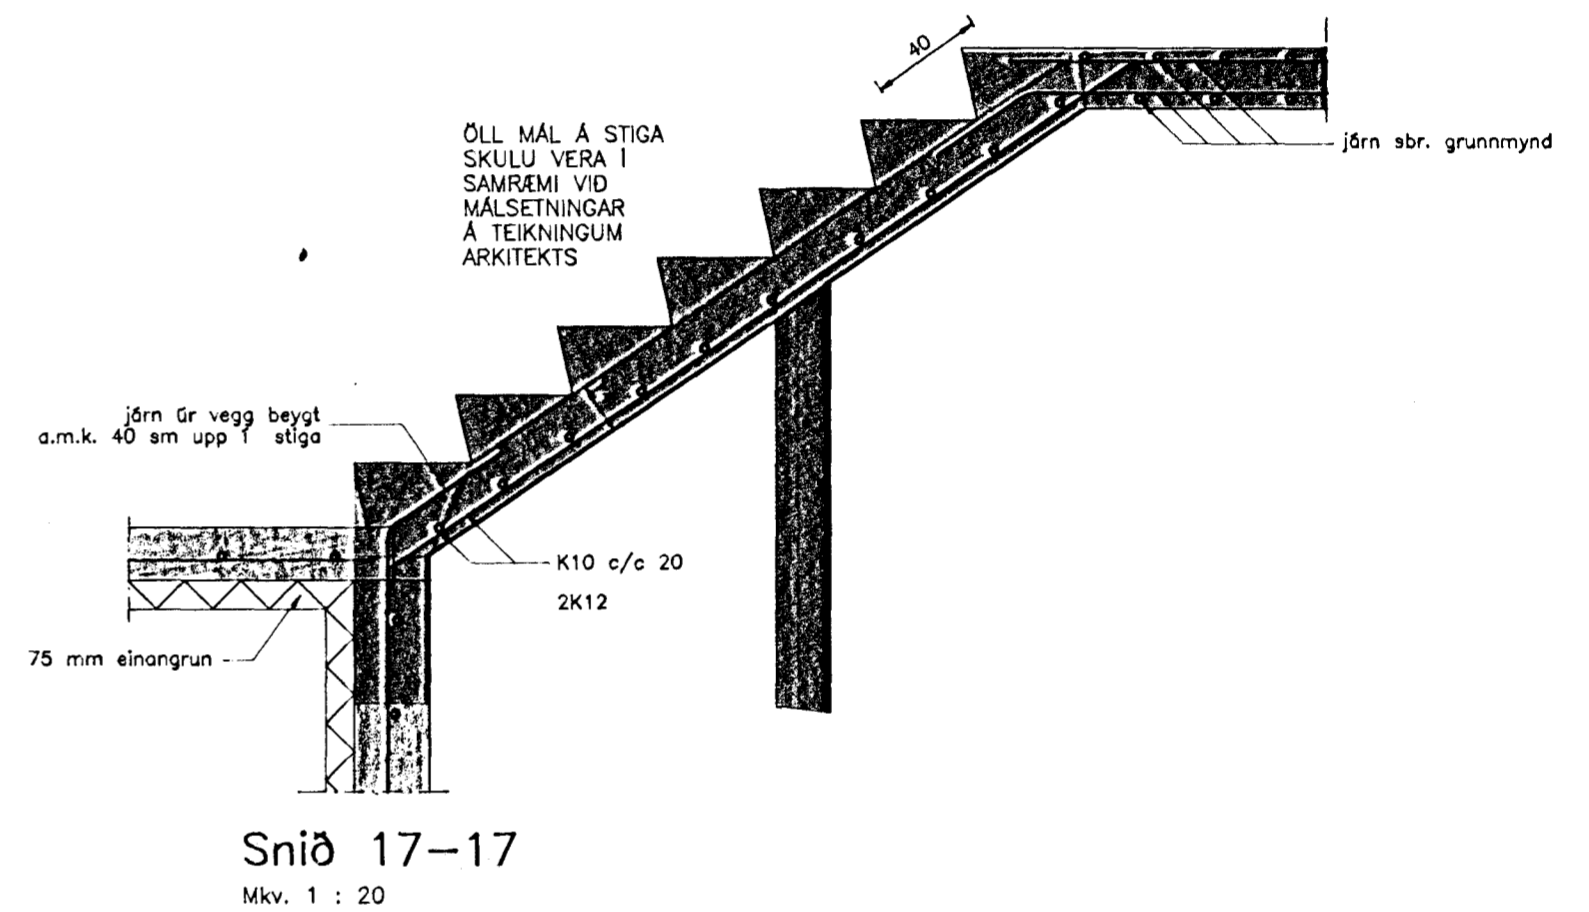 40
ÖLL MÁL Á STIGA
SKULU VERA Í
SAMRÆMI VIÐ
MÁLSETNINGAR
Á TEIKNINGUM
ARKITEKTS
járn sbr. grunnmynd
járn úr vegg beygt
a.m.k. 40 sm upp í stiga
K10 c/c 20
2K12
75 mm einangrun
Snið 17-17
Mkv. 1 : 20